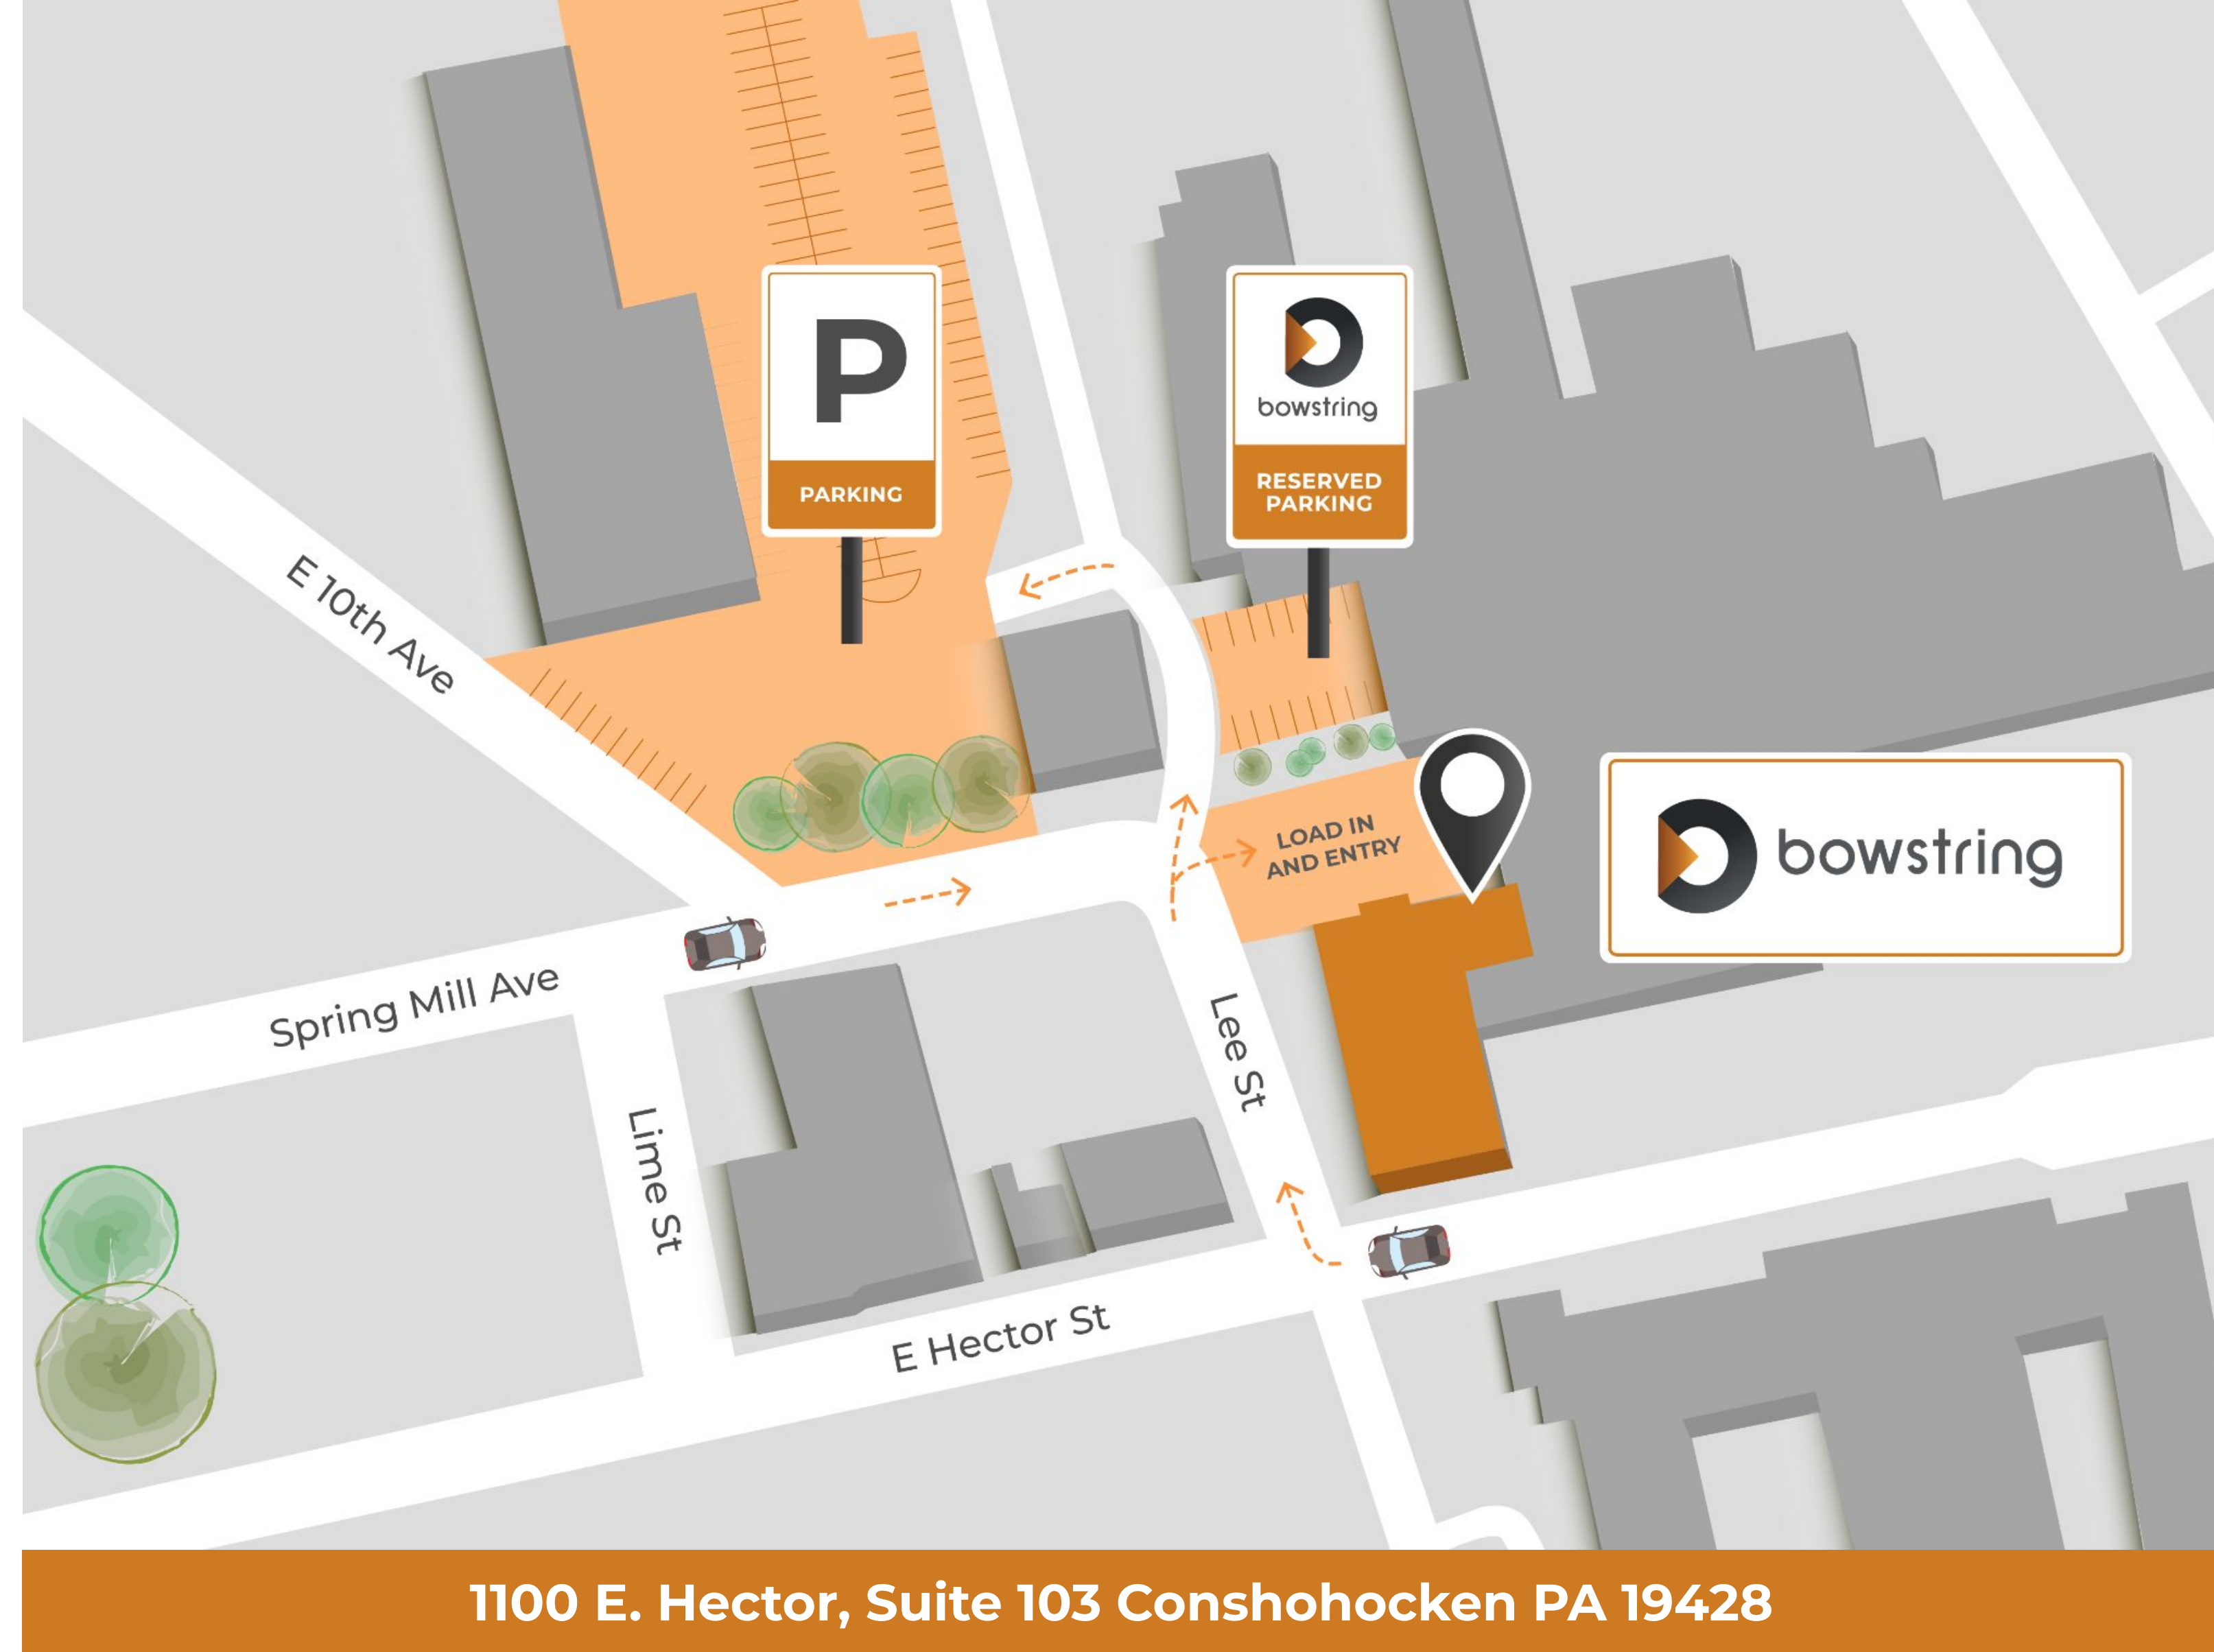 P
PARKING
bowstring
RESERVED
PARKING
E 10th Ave
LOAD IN
AND ENTRY
bowstring
Spring Mill Ave
Lee St
Lime St
E Hector St
1100 E. Hector, Suite 103 Conshohocken PA 19428